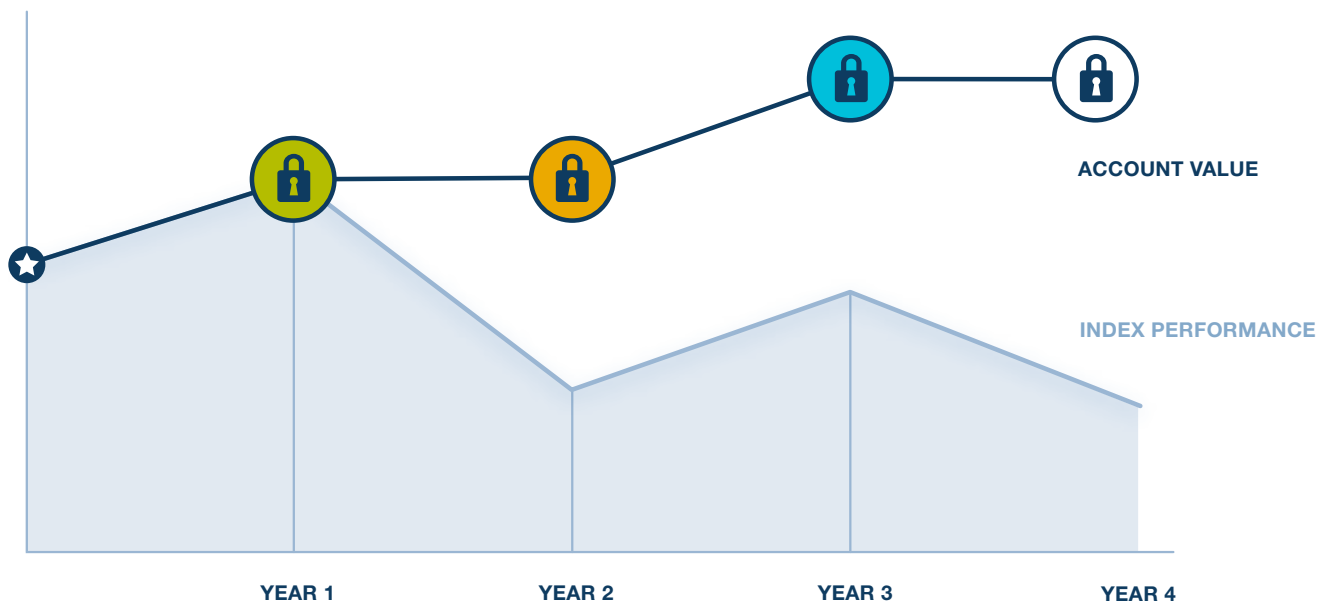 ACCOUNT VALUE
INDEX PERFORMANCE
YEAR 1
YEAR 2
YEAR 3
YEAR 4